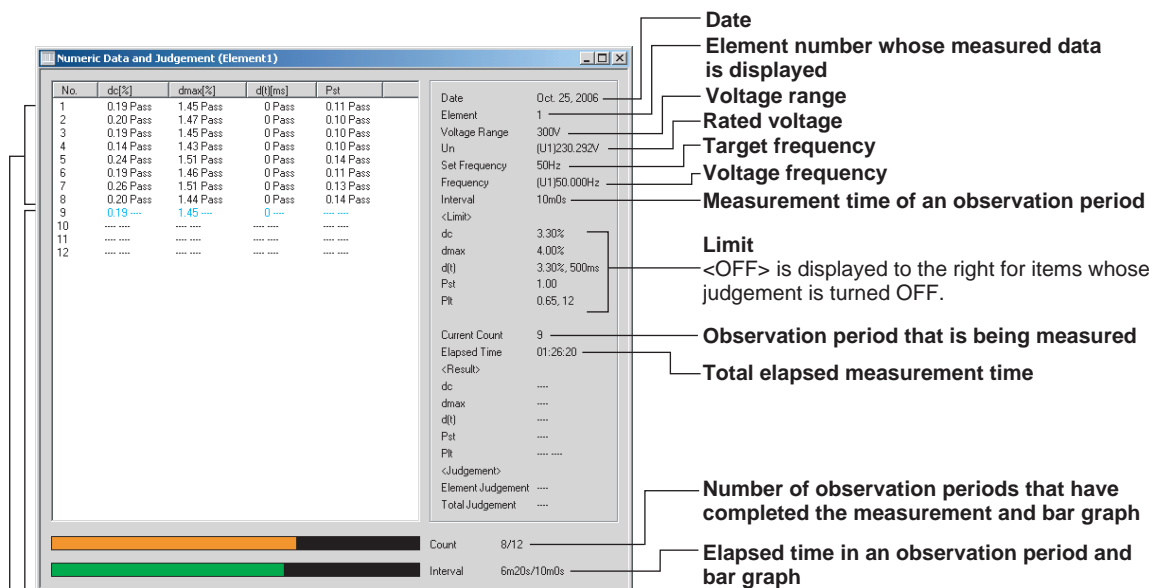 Date
Element number whose measured data
is displayed
Voltage range
Rated voltage
Target frequency
Voltage frequency
Measurement time of an observation period
Limit
<OFF> is displayed to the right for items whose
judgement is turned OFF.
Observation period that is being measured
Total elapsed measurement time
Number of observation periods that have
completed the measurement and bar graph
Elapsed time in an observation period and
bar graph
Numeric Data and Judgement (Element1)
No. dc[%] dmax[%] d(t)[ms] Pst
1 0.19 Pass 1.45 Pass 0 Pass 0.11 Pass
2 0.20 Pass 1.47 Pass 0 Pass 0.10 Pass
3 0.19 Pass 1.45 Pass 0 Pass 0.10 Pass
4 0.14 Pass 1.43 Pass 0 Pass 0.10 Pass
5 0.24 Pass 1.51 Pass 0 Pass 0.14 Pass
6 0.19 Pass 1.46 Pass 0 Pass 0.11 Pass
7 0.26 Pass 1.51 Pass 0 Pass 0.13 Pass
8 0.20 Pass 1.44 Pass 0 Pass 0.14 Pass
9 0.19 ---- 1.45 ---- 0 ---- ---- ----
10 ---- ---- ---- ---- ---- ---- ---- ----
11 ---- ---- ---- ---- ---- ---- ---- ----
12 ---- ---- ---- ---- ---- ---- ---- ----
Date Oct. 25, 2006
Element 1
Voltage Range 300V
Un (U1)230.292V
Set Frequency 50Hz
Frequency (U1)50.000Hz
Interval 10m0s
<Limit>
dc 3.30%
dmax 4.00%
d(t) 3.30%, 500ms
Pst 1.00
Plt 0.65, 12
Current Count 9
Elapsed Time 01:26:20
<Result>
dc ----
dmax ----
d(t) ----
Pst ----
Plt ---- ----
<Judgement>
Element Judgement ----
Total Judgement ----
Count 8/12
Interval 6m20s/10m0s